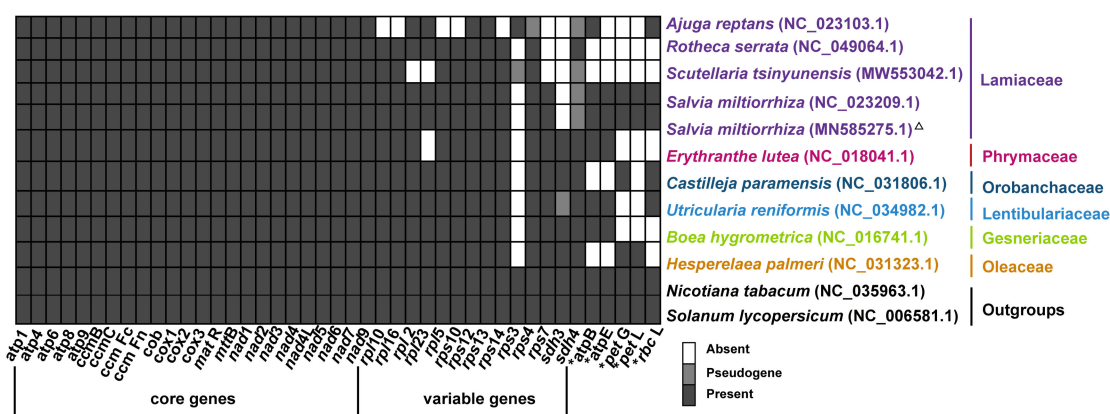 Ajuga reptans (NC_023103.1)
Rotheca serrata (NC_049064.1)
Scutellaria tsinyunensis (MW553042.1)
Salvia miltiorrhiza (NC_023209.1)
Salvia miltiorrhiza (MN585275.1)△
Erythranthe lutea (NC_018041.1)
Castilleja paramensis (NC_031806.1)
Utricularia reniformis (NC_034982.1)
Boea hygrometrica (NC_016741.1)
Hesperelaea palmeri (NC_031323.1)
Nicotiana tabacum (NC_035963.1)
Solanum lycopersicum (NC_006581.1)
Lamiaceae
Phrymaceae
Orobanchaceae
Lentibulariaceae
Gesneriaceae
Oleaceae
Outgroups
atp1
atp4
atp6
atp8
atp9
ccmB
ccmC
ccm Fc
ccm Fn
cob
cox1
cox2
cox3
mat R
mttB
nad1
nad2
nad3
nad4
nad4L
nad5
nad6
nad7
nad9
rpl10
rpl16
rpl 2
rpl 23
rpl5
rps10
rps12
rps13
rps14
rps3
rps4
rps7
sdh3
sdh4
*atpB
*atpE
*pet G
*pet L
*rbc L
core genes
variable genes
Absent
Pseudogene
Present